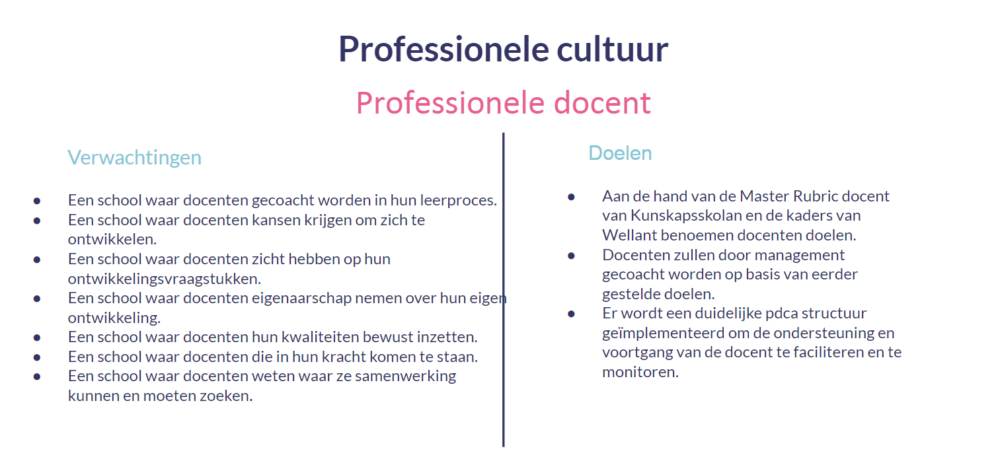 Professionele cultuur
Professionele docent
Verwachtingen
● Een school waar docenten gecoacht worden in hun leerproces.
● Een school waar docenten kansen krijgen om zich te
ontwikkelen.
● Een school waar docenten zicht hebben op hun
ontwikkelingsvraagstukken.
● Een school waar docenten eigenaarschap nemen over hun eigen
ontwikkeling.
● Een school waar docenten hun kwaliteiten bewust inzetten.
● Een school waar docenten die in hun kracht komen te staan.
● Een school waar docenten weten waar ze samenwerking
kunnen en moeten zoeken.
Doelen
● Aan de hand van de Master Rubric docent
van Kunskapsskolan en de kaders van
Wellant benoemen docenten doelen.
● Docenten zullen door management
gecoacht worden op basis van eerder
gestelde doelen.
● Er wordt een duidelijke pdca structuur
geïmplementeerd om de ondersteuning en
voortgang van de docent te faciliteren en te
monitoren.